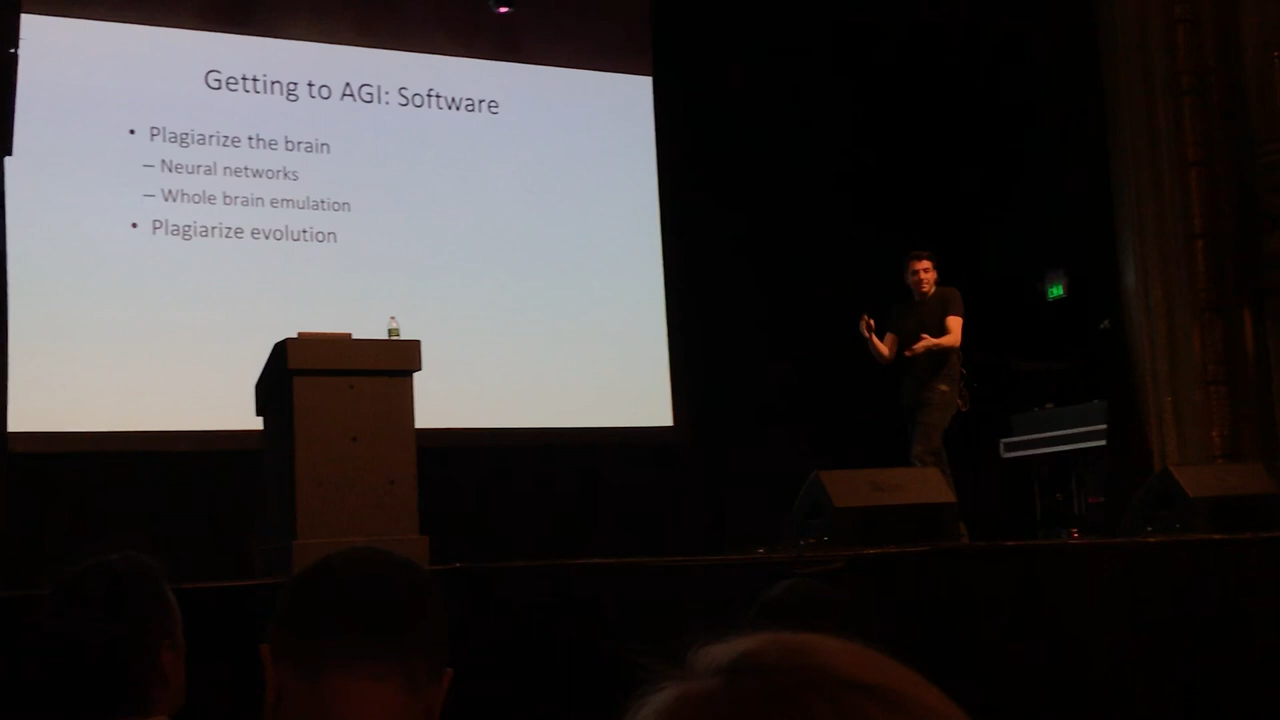 Getting to AGI: Software
• Plagiarize the brain
– Neural networks
– Whole brain emulation
• Plagiarize evolution